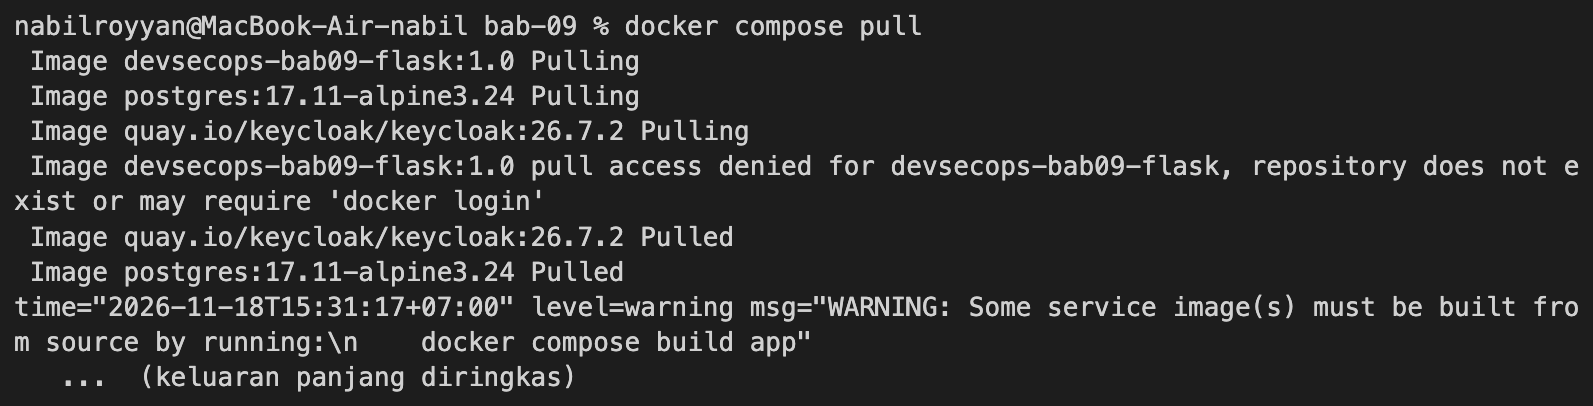 nabilroyyan@MacBook-Air-nabil bab-09 % docker compose pull
 Image devsecops-bab09-flask:1.0 Pulling
 Image postgres:17.11-alpine3.24 Pulling
 Image quay.io/keycloak/keycloak:26.7.2 Pulling
 Image devsecops-bab09-flask:1.0 pull access denied for devsecops-bab09-flask, repository does not e
xist or may require 'docker login'
 Image quay.io/keycloak/keycloak:26.7.2 Pulled
 Image postgres:17.11-alpine3.24 Pulled
time="2026-11-18T15:31:17+07:00" level=warning msg="WARNING: Some service image(s) must be built fro
m source by running:\n    docker compose build app"
   ...  (keluaran panjang diringkas)